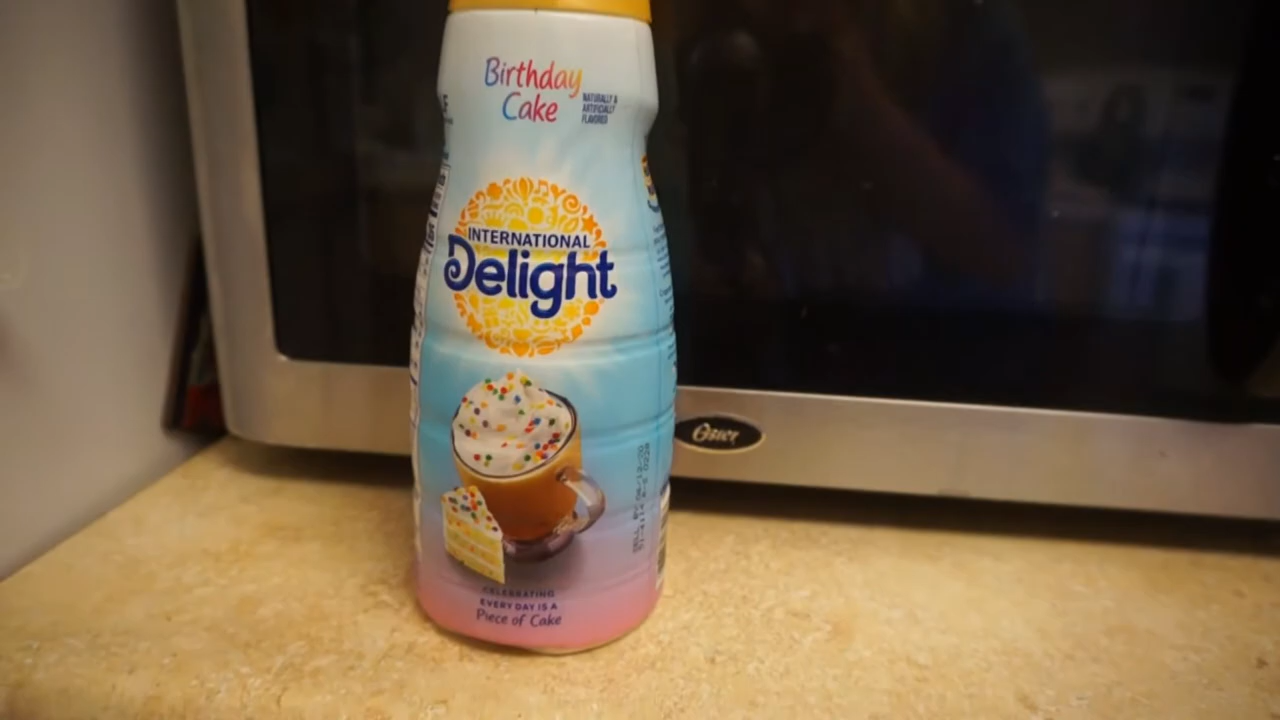 Birthday
Cake
NATURALLY &
ARTIFICIALLY
FLAVORED
INTERNATIONAL
Delight
Oster
CELEBRATING
EVERY DAY IS A
Piece of Cake